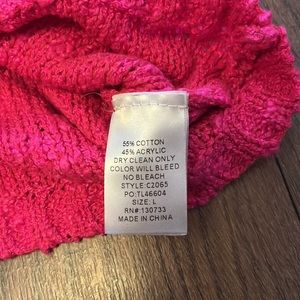 55% COTTON
45% ACRYLIC
DRY CLEAN ONLY
COLOR WILL BLEED
NO BLEACH
STYLE:C2065
PO:TL46604
SIZE: L
RN#:130733
MADE IN CHINA